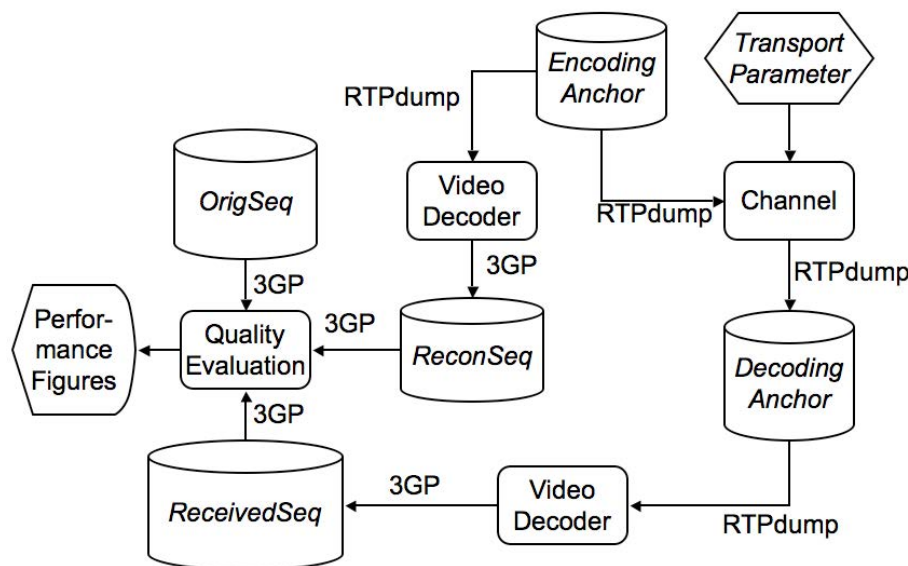 Encoding
Anchor
Transport
Parameter
RTPdump
OrigSeq
Video
Decoder
RTPdump
Channel
3GP
3GP
RTPdump
Perfor-
mance
Figures
Quality
Evaluation
3GP
ReconSeq
Decoding
Anchor
3GP
ReceivedSeq
3GP
Video
Decoder
RTPdump